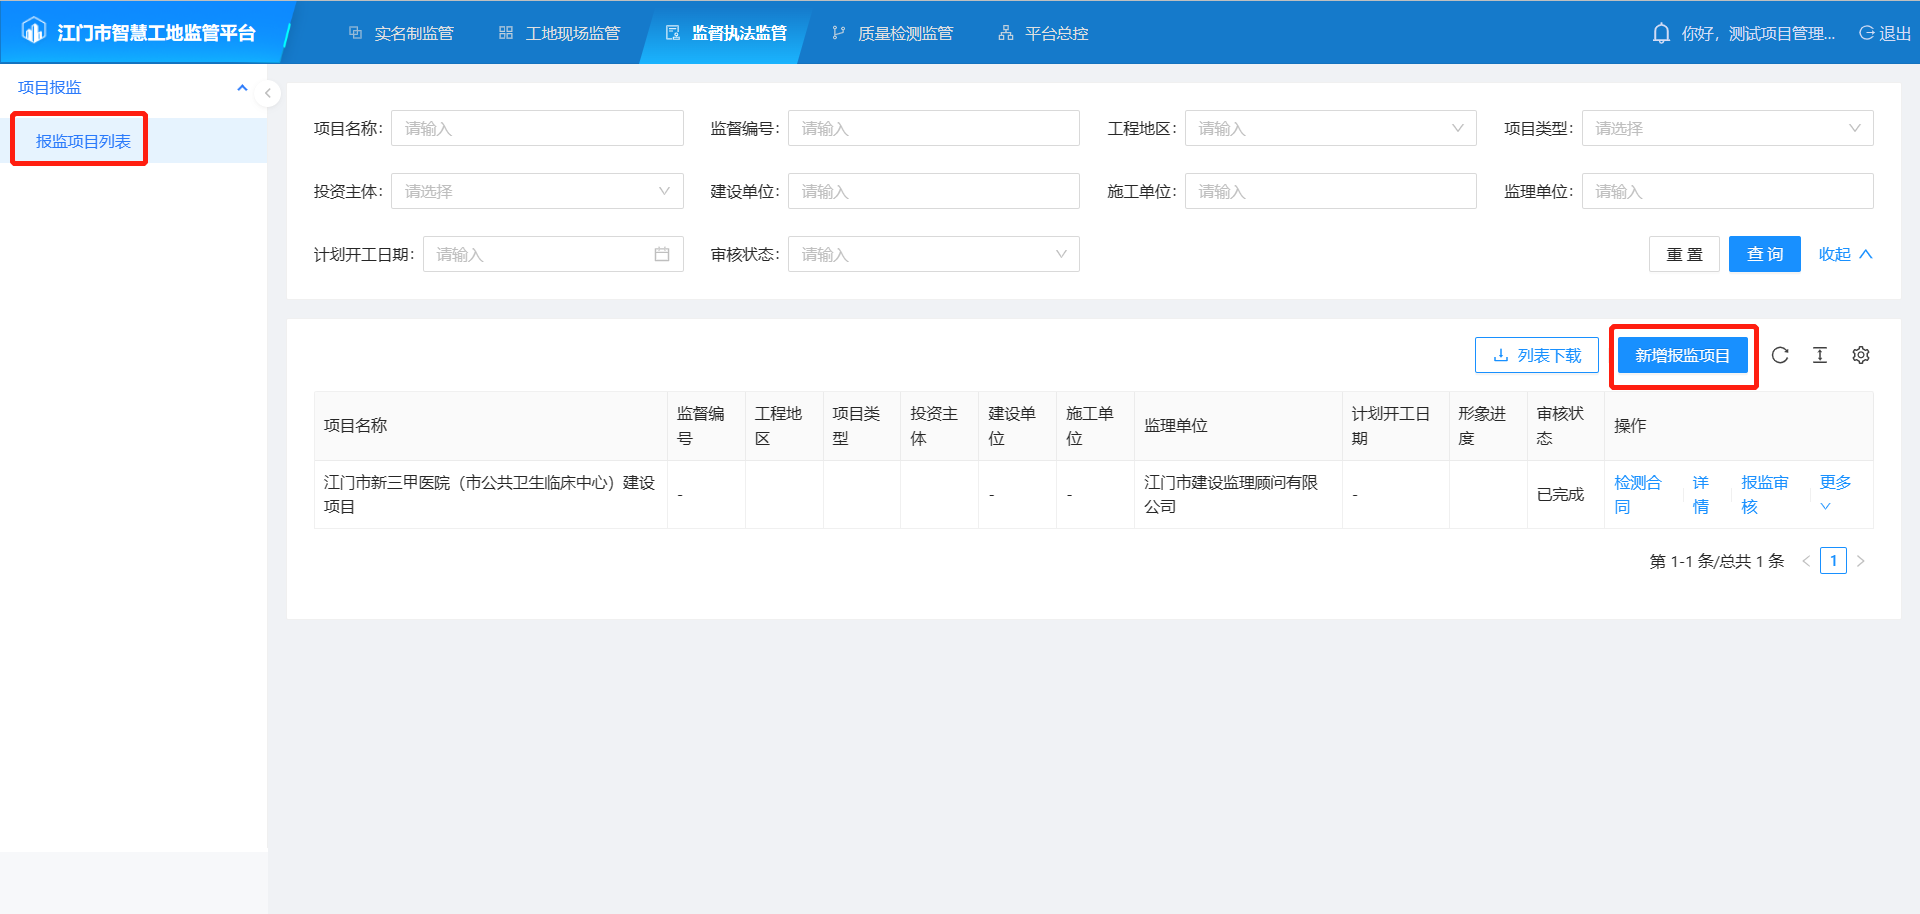 江门市智慧工地监管平台 实名制监管 工地现场监管 监督执法监管 质量检测监管 平台总控 你好，测试项目管理... 退出
项目报监
报监项目列表
项目名称： 请输入 监督编号： 请输入 工程地区： 请输入 项目类型： 请选择
投资主体： 请选择 建设单位： 请输入 施工单位： 请输入 监理单位： 请输入
计划开工日期： 请输入 审核状态： 请输入 重 置 查 询 收起
列表下载 新增报监项目
项目名称 监督编号 工程地区 项目类型 投资主体 建设单位 施工单位 监理单位 计划开工日期 形象进度 审核状态 操作
江门市新三甲医院（市公共卫生临床中心）建设项目 - - - 江门市建设监理顾问有限公司 - 已完成 检测合同 详情 报监审核 更多
第 1-1 条/总共 1 条 1